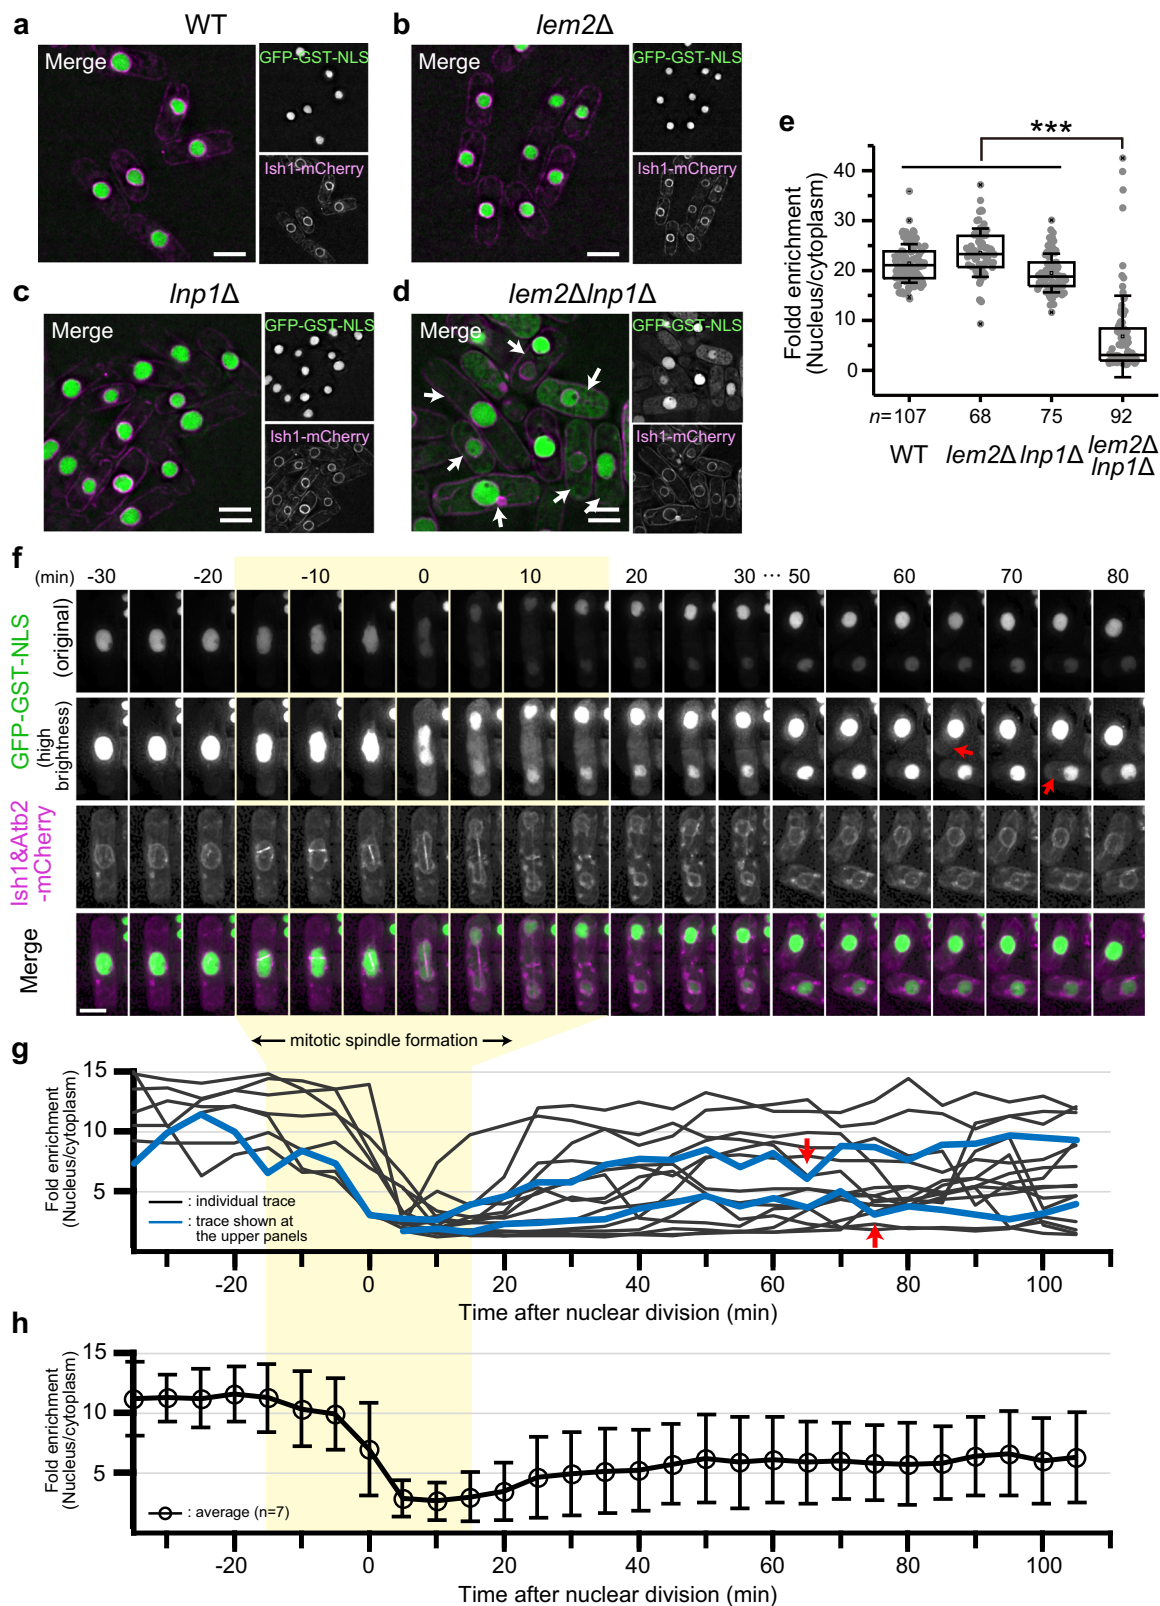 a WT
Merge
GFP-GST-NLS
Ish1-mCherry
b lem2Δ
Merge
GFP-GST-NLS
Ish1-mCherry
c lnp1Δ
Merge
GFP-GST-NLS
Ish1-mCherry
d lem2Δlnp1Δ
Merge
GFP-GST-NLS
Ish1-mCherry
e
***
Foldd enrichment
(Nucleus/cytoplasm)
40
30
20
10
0
n=107 68 75 92
WT lem2Δ lnp1Δ lem2Δ
lnp1Δ
f
(min) -30 -20 -10 0 10 20 30 ··· 50 60 70 80
GFP-GST-NLS
(original)
(high
brightness)
Ish1&Atb2
-mCherry
Merge
mitotic spindle formation
g
Fold enrichment
(Nucleus/cytoplasm)
15
10
5
: individual trace
: trace shown at
the upper panels
-20 0 20 40 60 80 100
Time after nuclear division (min)
h
Fold enrichment
(Nucleus/cytoplasm)
15
10
5
: average (n=7)
-20 0 20 40 60 80 100
Time after nuclear division (min)